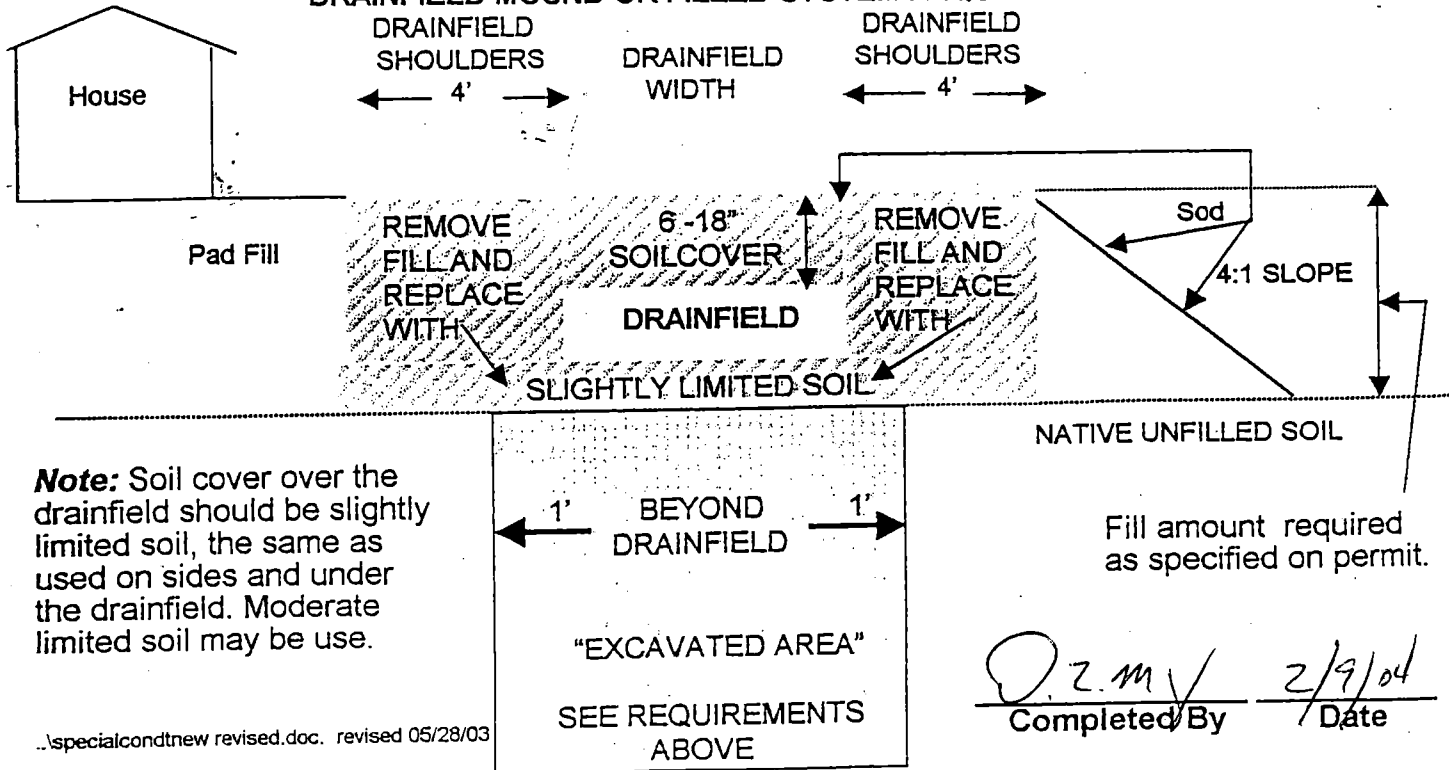 DRAINFIELD
SHOULDERS
4'
DRAINFIELD
WIDTH
DRAINFIELD
SHOULDERS
4'
House
Pad Fill
REMOVE
FILL AND
REPLACE
WITH
6 -18"
SOILCOVER
DRAINFIELD
REMOVE
FILL AND
REPLACE
WITH
SLIGHTLY LIMITED SOIL
Sod
4:1 SLOPE
NATIVE UNFILLED SOIL
Note: Soil cover over the
drainfield should be slightly
limited soil, the same as
used on sides and under
the drainfield. Moderate
limited soil may be use.
1' BEYOND 1'
DRAINFIELD
"EXCAVATED AREA"
SEE REQUIREMENTS
ABOVE
Fill amount required
as specified on permit.
2/9/04
Completed By Date
..\specialcondtnew revised.doc. revised 05/28/03